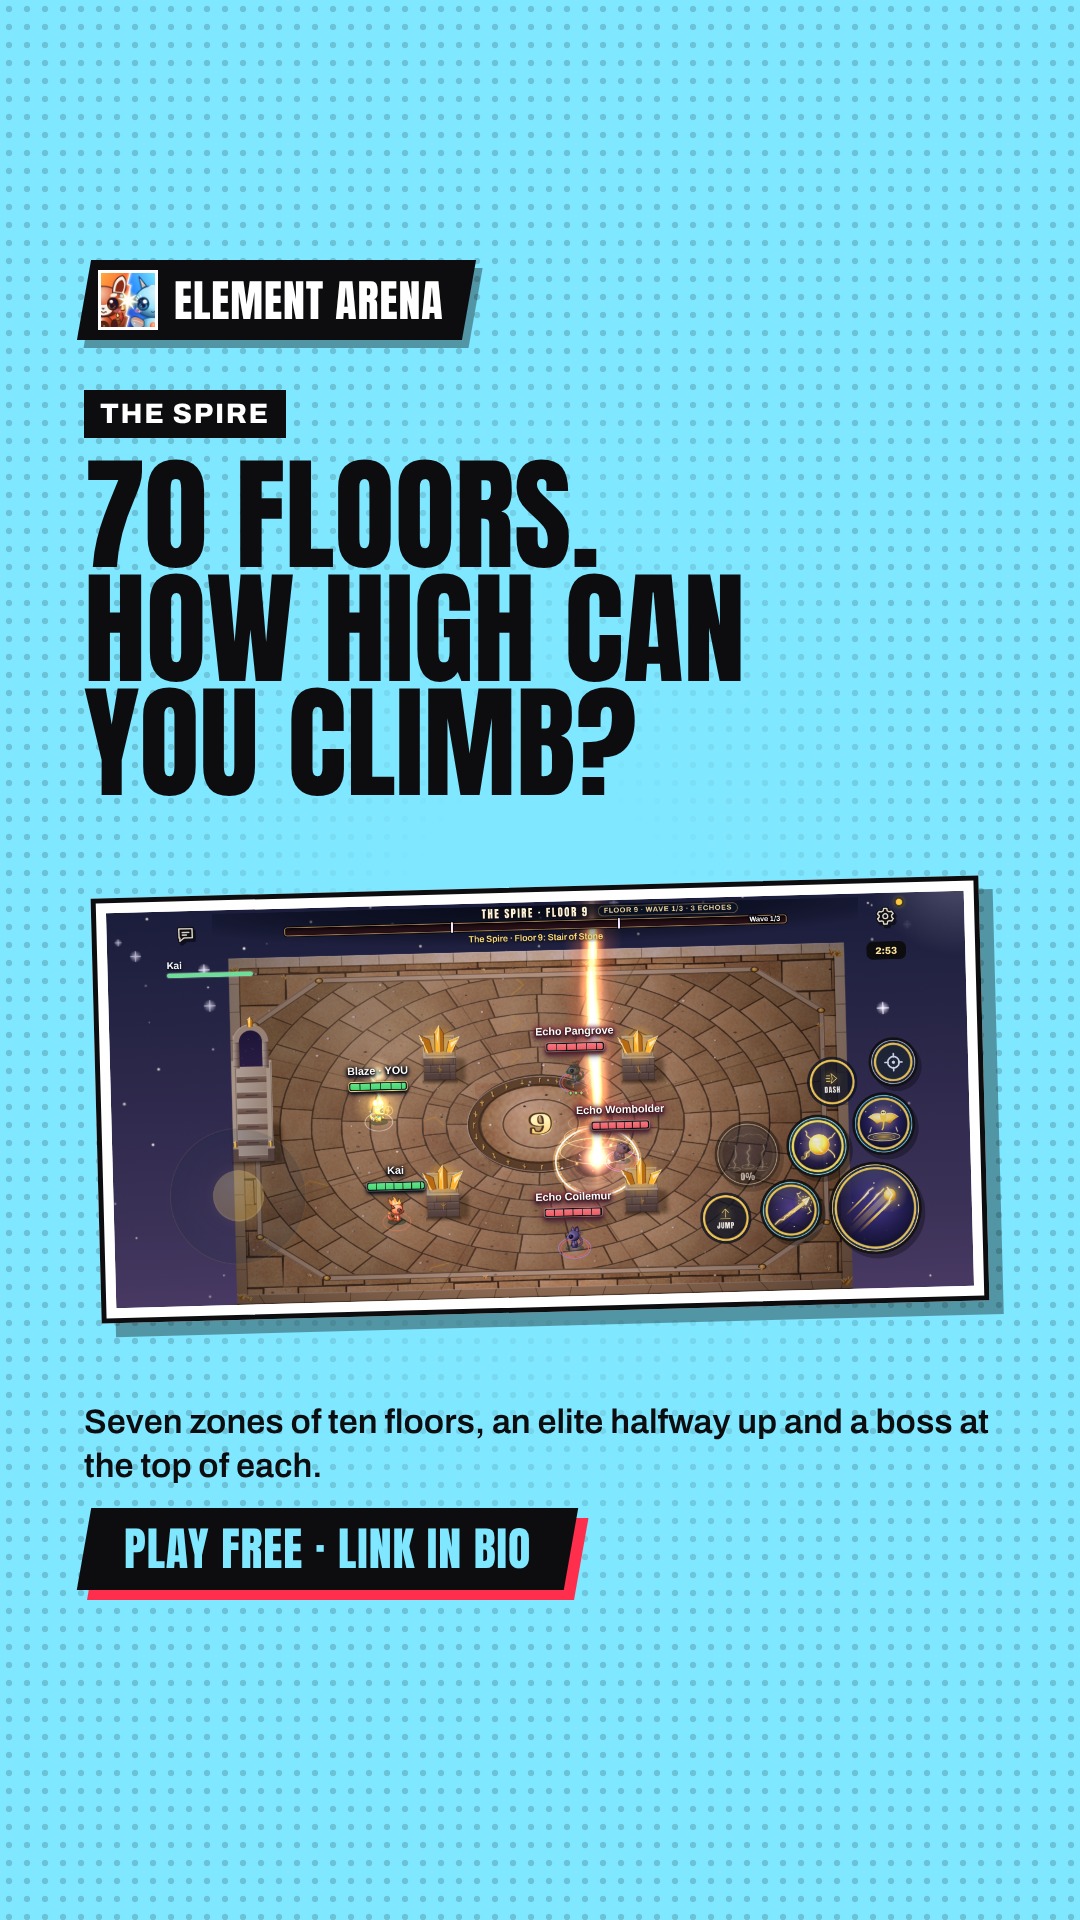 ELEMENT ARENA
THE SPIRE
70 FLOORS.
HOW HIGH CAN
YOU CLIMB?
THE SPIRE · FLOOR 9
FLOOR 9 · WAVE 1/3 · 3 ECHOES
Wave 1/3
The Spire · Floor 9: Stair of Stone
2:53
Kai
Echo Pangrove
Blaze · YOU
DASH
Echo Wombolder
9
Kai
0%
Echo Coilemur
JUMP
Seven zones of ten floors, an elite halfway up and a boss at
the top of each.
PLAY FREE · LINK IN BIO